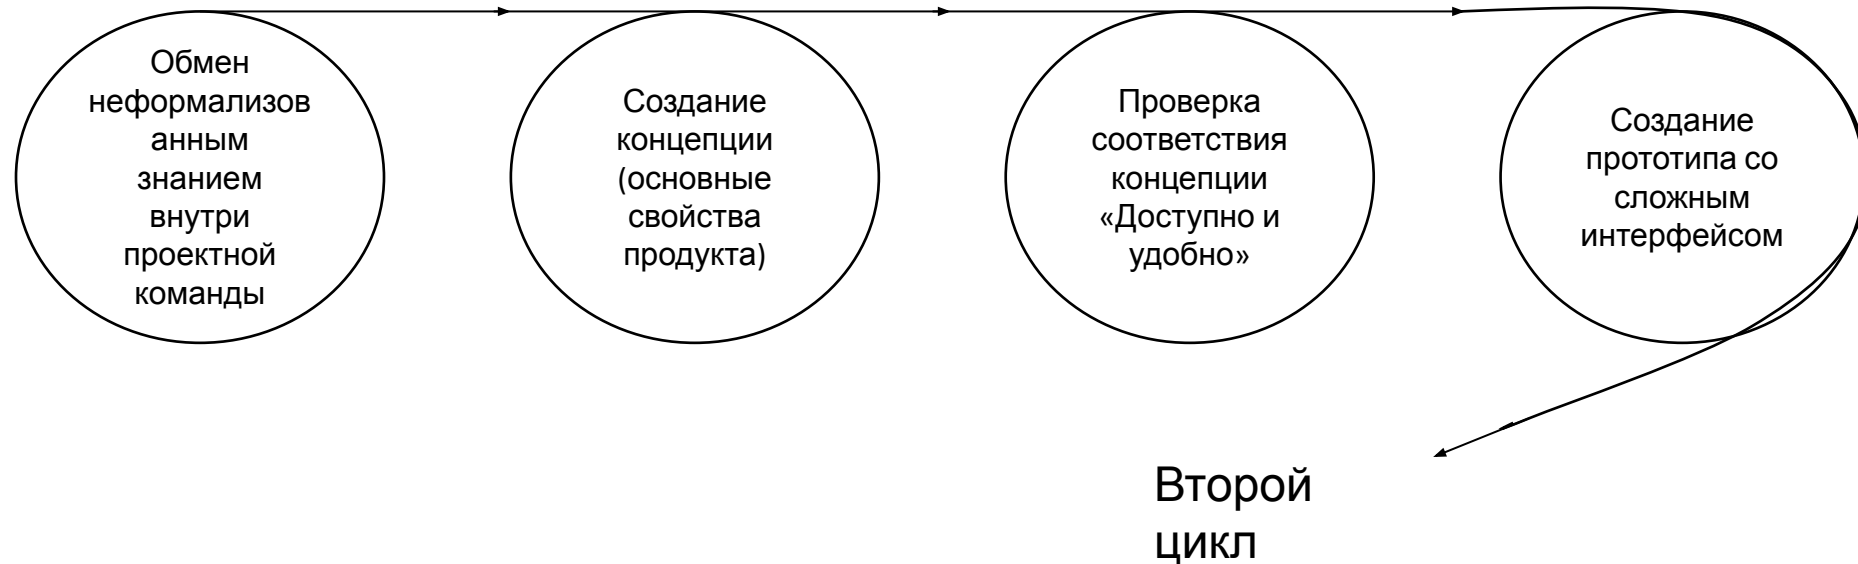 Обмен
неформализов
анным
знанием
внутри
проектной
команды
Создание
концепции
(основные
свойства
продукта)
Проверка
соответствия
концепции
«Доступно и
удобно»
Создание
прототипа со
сложным
интерфейсом
Второй
цикл